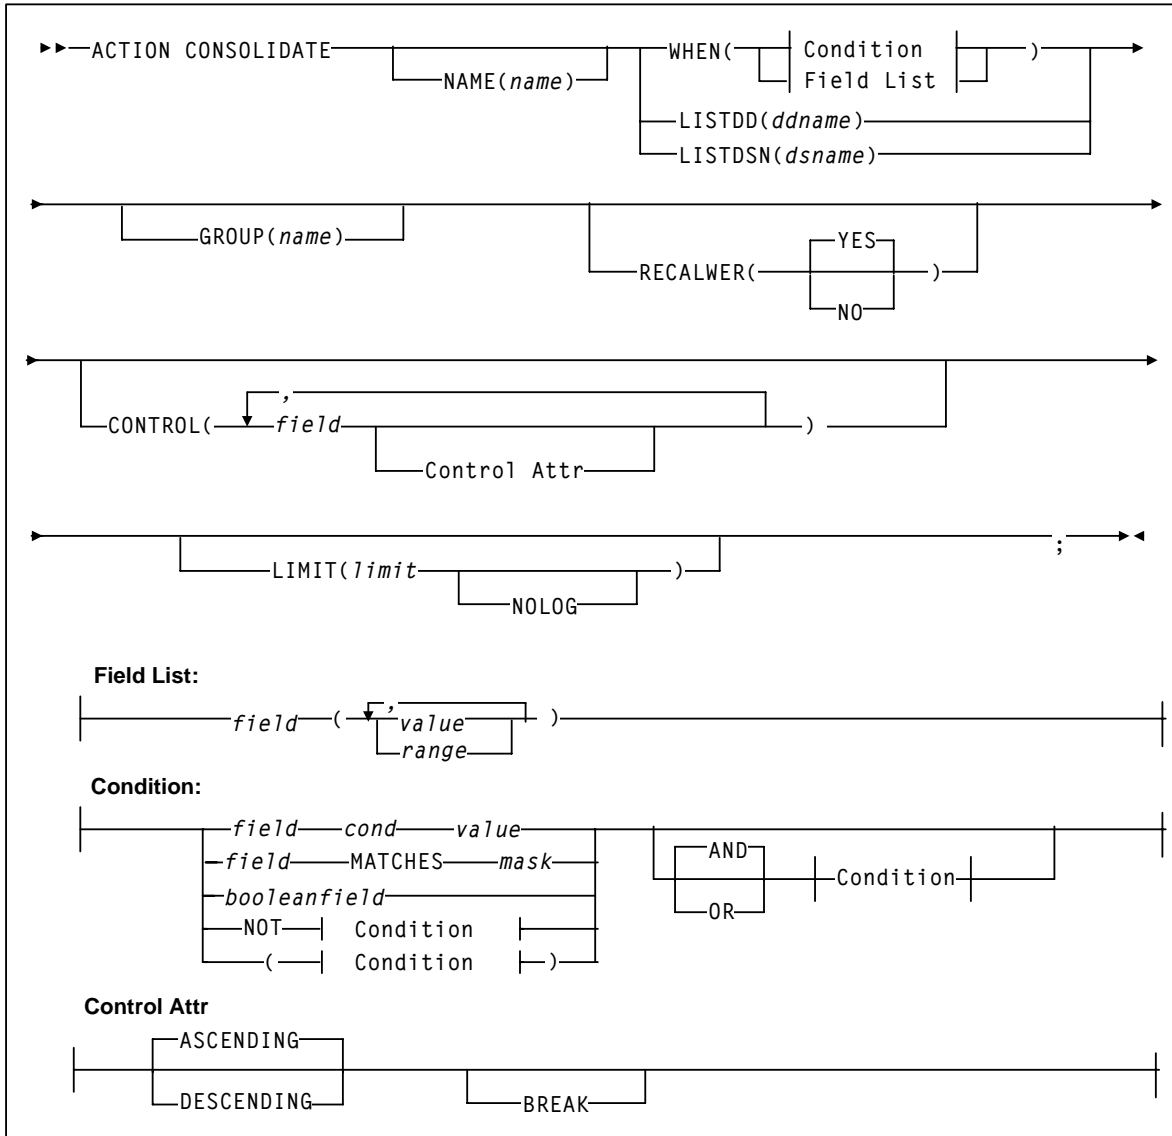 ACTION CONSOLIDATE WHEN( Condition )
NAME(name) Field List
LISTDD(ddname)
LISTDSN(dsname)
GROUP(name) YES
RECALWER( )
NO
,
CONTROL( field )
Control Attr
;
LIMIT(limit )
NOLOG
Field List:
,
field ( value )
range
Condition:
field cond value
AND
field MATCHES mask
Condition
booleanfield
OR
NOT Condition
( Condition )
Control Attr
ASCENDING
DESCENDING BREAK